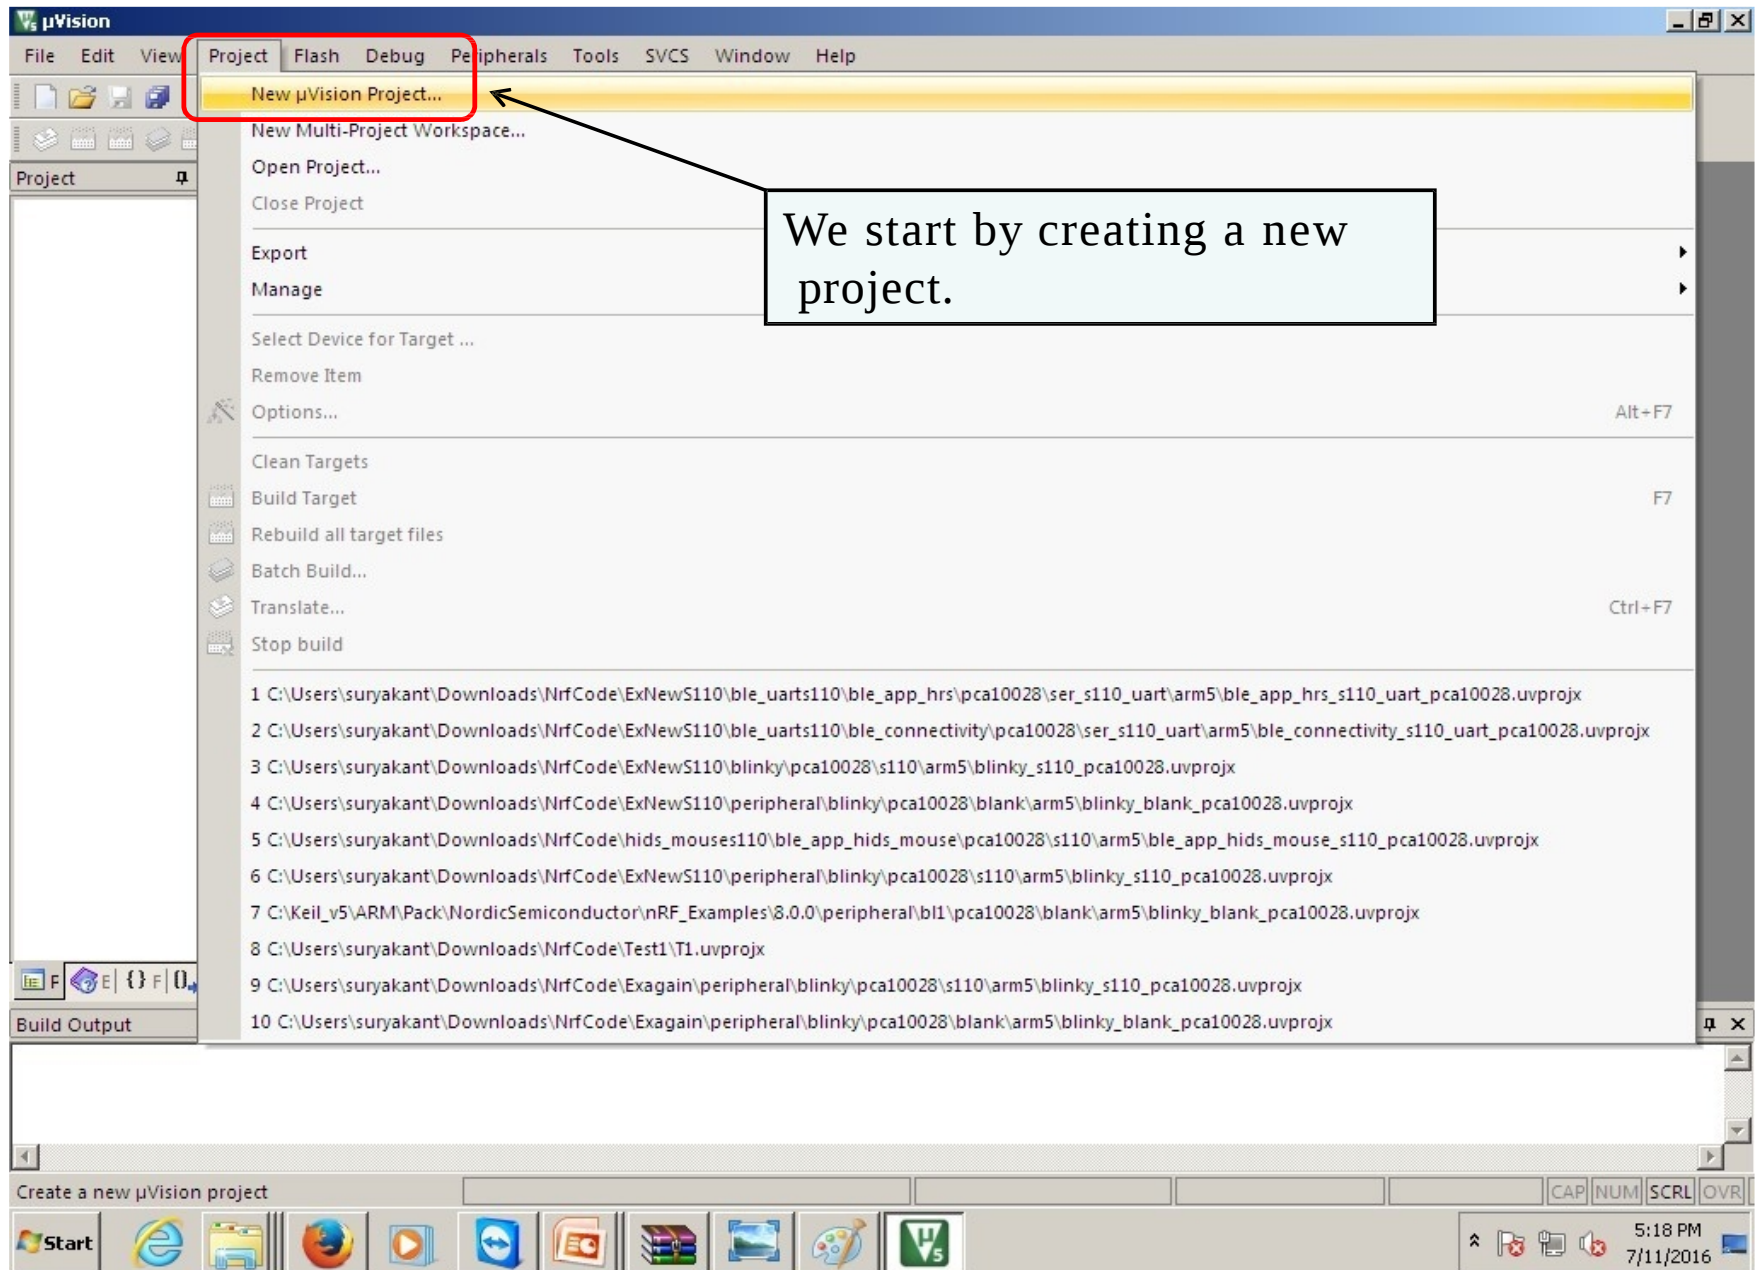 µVision
File Edit View Project Flash Debug Peripherals Tools SVCS Window Help
New µVision Project...
New Multi-Project Workspace...
Project
Open Project...
Close Project
We start by creating a new
project.
Export
Manage
Select Device for Target ...
Remove Item
Options... Alt+F7
Clean Targets
Build Target F7
Rebuild all target files
Batch Build...
Translate... Ctrl+F7
Stop build
1 C:\Users\suryakant\Downloads\NrfCode\ExNewS110\ble_uarts110\ble_app_hrs\pca10028\ser_s110_uart\arm5\ble_app_hrs_s110_uart_pca10028.uvprojx
2 C:\Users\suryakant\Downloads\NrfCode\ExNewS110\ble_uarts110\ble_connectivity\pca10028\ser_s110_uart\arm5\ble_connectivity_s110_uart_pca10028.uvprojx
3 C:\Users\suryakant\Downloads\NrfCode\ExNewS110\blinky\pca10028\s110\arm5\blinky_s110_pca10028.uvprojx
4 C:\Users\suryakant\Downloads\NrfCode\ExNewS110\peripheral\blinky\pca10028\blank\arm5\blinky_blank_pca10028.uvprojx
5 C:\Users\suryakant\Downloads\NrfCode\hids_mouses110\ble_app_hids_mouse\pca10028\s110\arm5\ble_app_hids_mouse_s110_pca10028.uvprojx
6 C:\Users\suryakant\Downloads\NrfCode\ExNewS110\peripheral\blinky\pca10028\s110\arm5\blinky_s110_pca10028.uvprojx
7 C:\Keil_v5\ARM\Pack\NordicSemiconductor\nRF_Examples\8.0.0\peripheral\bl1\pca10028\blank\arm5\blinky_blank_pca10028.uvprojx
8 C:\Users\suryakant\Downloads\NrfCode\Test1\T1.uvprojx
F E {} F 0
9 C:\Users\suryakant\Downloads\NrfCode\Exagain\peripheral\blinky\pca10028\s110\arm5\blinky_s110_pca10028.uvprojx
10 C:\Users\suryakant\Downloads\NrfCode\Exagain\peripheral\blinky\pca10028\blank\arm5\blinky_blank_pca10028.uvprojx
Build Output
Create a new µVision project CAP NUM SCRL OVR
Start 5:18 PM
7/11/2016